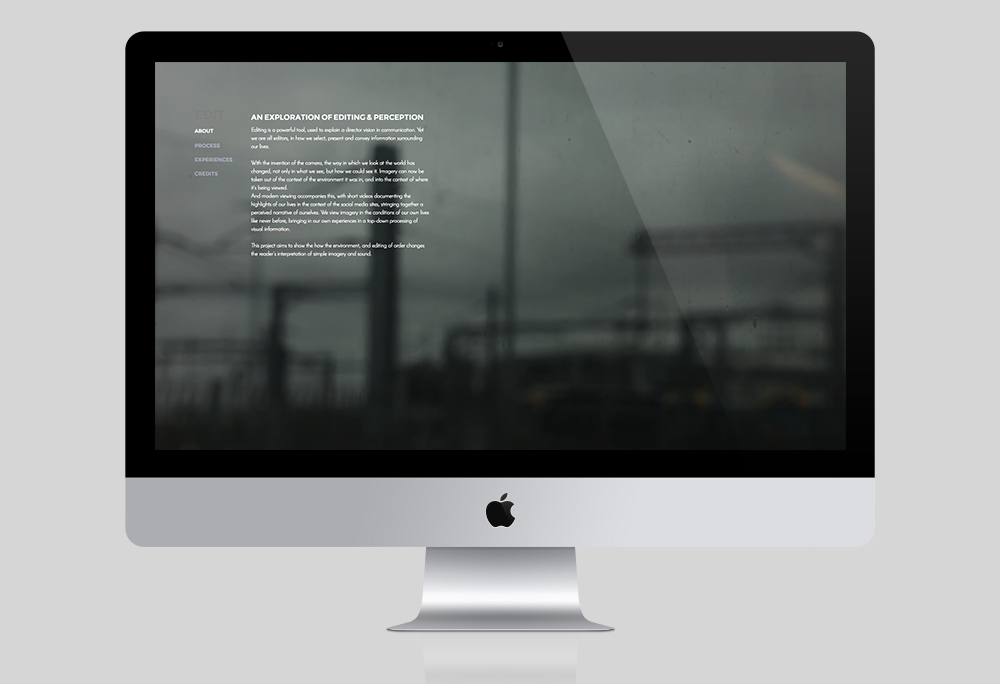 EDIT
ABOUT
PROCESS
EXPERIENCES
CREDITS
AN EXPLORATION OF EDITING & PERCEPTION
Editing is a powerful tool, used to explain a director vision in communication. Yet
we are all editors, in how we select, present and convey information surrounding
our lives.
With the invention of the camera, the way in which we look at the world has
changed, not only in what we see, but how we could see it. Imagery can now be
taken out of the context of the environment it was in, and into the context of where
it's being viewed.
And modern viewing accompanies this, with short videos documenting the
highlights of our lives in the context of the social media sites, stringing together a
perceived narrative of ourselves. We view imagery in the conditions of our own lives
like never before, bringing in our own experiences in a top-down processing of
visual information.
This project aims to show the how the environment, and editing of order changes
the reader's interpretation of simple imagery and sound.